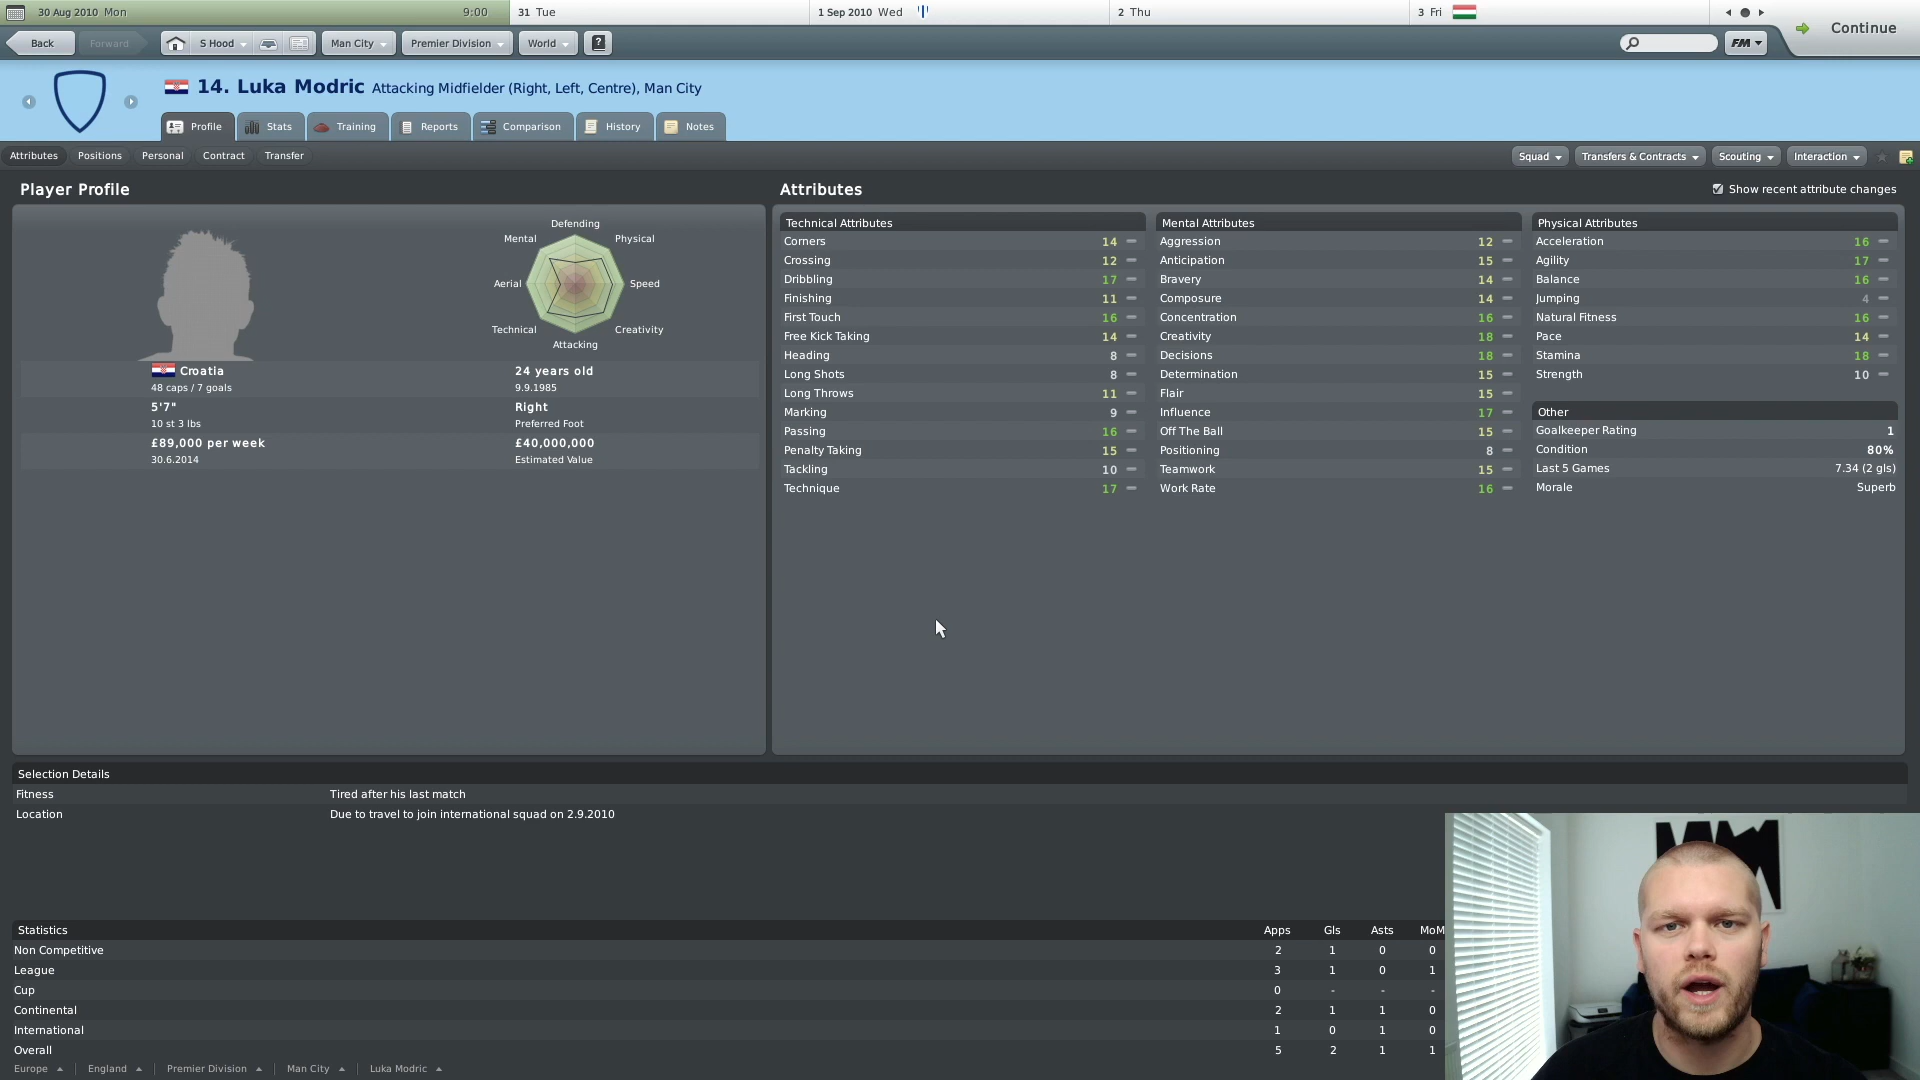 30 Aug 2010 Mon 9:00 31 Tue 1 Sep 2010 Wed 2 Thu 3 Fri
Continue
Back Forward S Hood Man City Premier Division World ? FM
14. Luka Modric Attacking Midfielder (Right, Left, Centre), Man City
Profile Stats Training Reports Comparison History Notes
Attributes Positions Personal Contract Transfer Squad Transfers & Contracts Scouting Interaction
Player Profile
Defending
Mental Physical
Aerial Speed
Technical Creativity
Attacking
Croatia 24 years old
48 caps / 7 goals 9.9.1985
5'7" Right
10 st 3 lbs Preferred Foot
£89,000 per week £40,000,000
30.6.2014 Estimated Value
Attributes Show recent attribute changes
Technical Attributes
Corners 14
Crossing 12
Dribbling 17
Finishing 11
First Touch 16
Free Kick Taking 14
Heading 8
Long Shots 8
Long Throws 11
Marking 9
Passing 16
Penalty Taking 15
Tackling 10
Technique 17
Mental Attributes
Aggression 12
Anticipation 15
Bravery 14
Composure 14
Concentration 16
Creativity 18
Decisions 18
Determination 15
Flair 15
Influence 17
Off The Ball 15
Positioning 8
Teamwork 15
Work Rate 16
Physical Attributes
Acceleration 16
Agility 17
Balance 16
Jumping 4
Natural Fitness 16
Pace 14
Stamina 18
Strength 10
Other
Goalkeeper Rating 1
Condition 80%
Last 5 Games 7.34 (2 gls)
Morale Superb
Selection Details
Fitness Tired after his last match
Location Due to travel to join international squad on 2.9.2010
Statistics Apps Gls Asts MoM
Non Competitive 2 1 0 0
League 3 1 0 1
Cup 0 - - -
Continental 2 1 1 0
International 1 0 1 0
Overall 5 2 1 1
Europe England Premier Division Man City Luka Modric